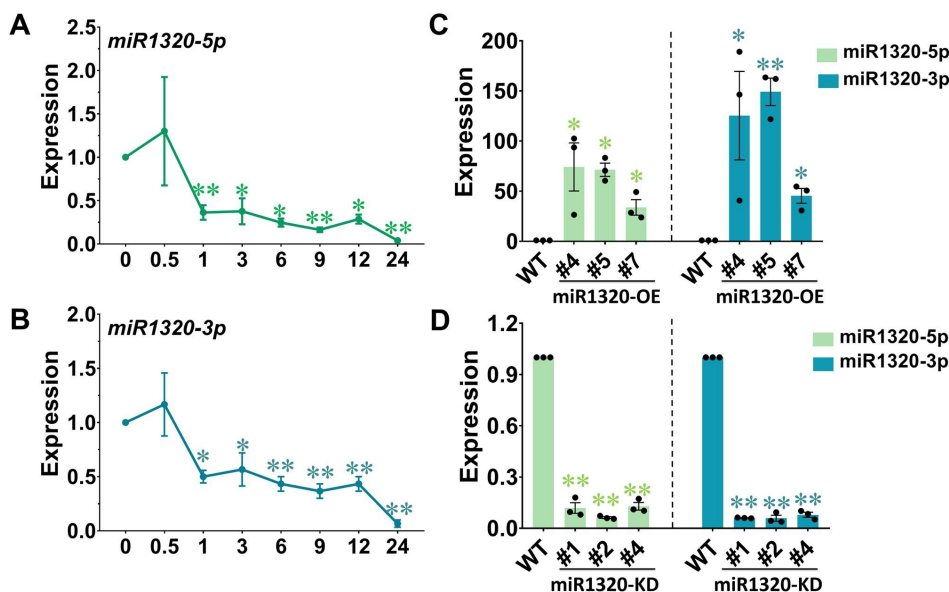 A
miR1320-5p
Expression
2.5
2.0
1.5
1.0
0.5
0.0
** * * ** * **
0 0.5 1 3 6 9 12 24
B
miR1320-3p
Expression
2.0
1.5
1.0
0.5
0.0
* * ** ** ** **
0 0.5 1 3 6 9 12 24
C
Expression
200
150
100
50
0
* * * * ** *
miR1320-5p
miR1320-3p
WT #4 #5 #7 WT #4 #5 #7
miR1320-OE miR1320-OE
D
Expression
1.2
0.9
0.6
0.3
0.0
** ** ** ** ** **
miR1320-5p
miR1320-3p
WT #1 #2 #4 WT #1 #2 #4
miR1320-KD miR1320-KD